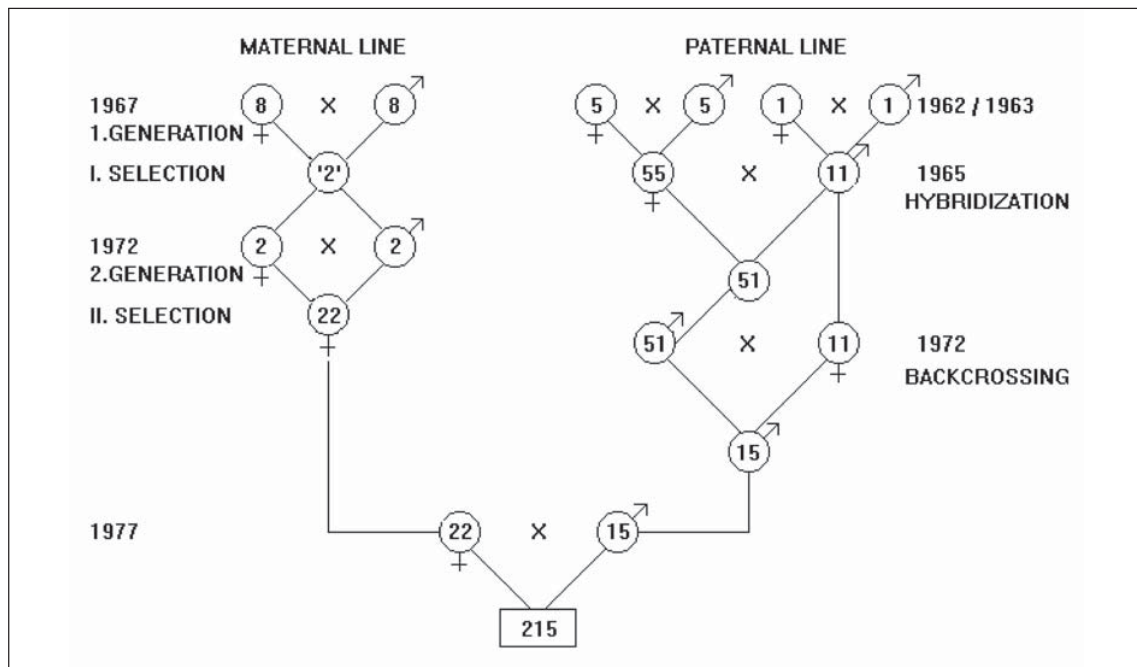 MATERNAL LINE PATERNAL LINE
1967 8 X 8 5 X 5 1 X 1 1962 / 1963
1.GENERATION
I. SELECTION '2' 55 X 11 1965
HYBRIDIZATION
1972 2 X 2
2.GENERATION
51
II. SELECTION 22
51 X 11 1972
BACKCROSSING
15
1977 22 X 15
215